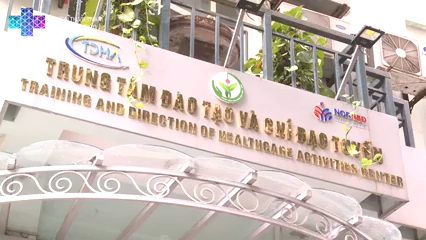 TDHA
TRUNG TÂM ĐÀO TẠO VÀ CHỈ ĐẠO TUYẾN
TRAINING AND DIRECTION OF HEALTHCARE ACTIVITIES CENTER